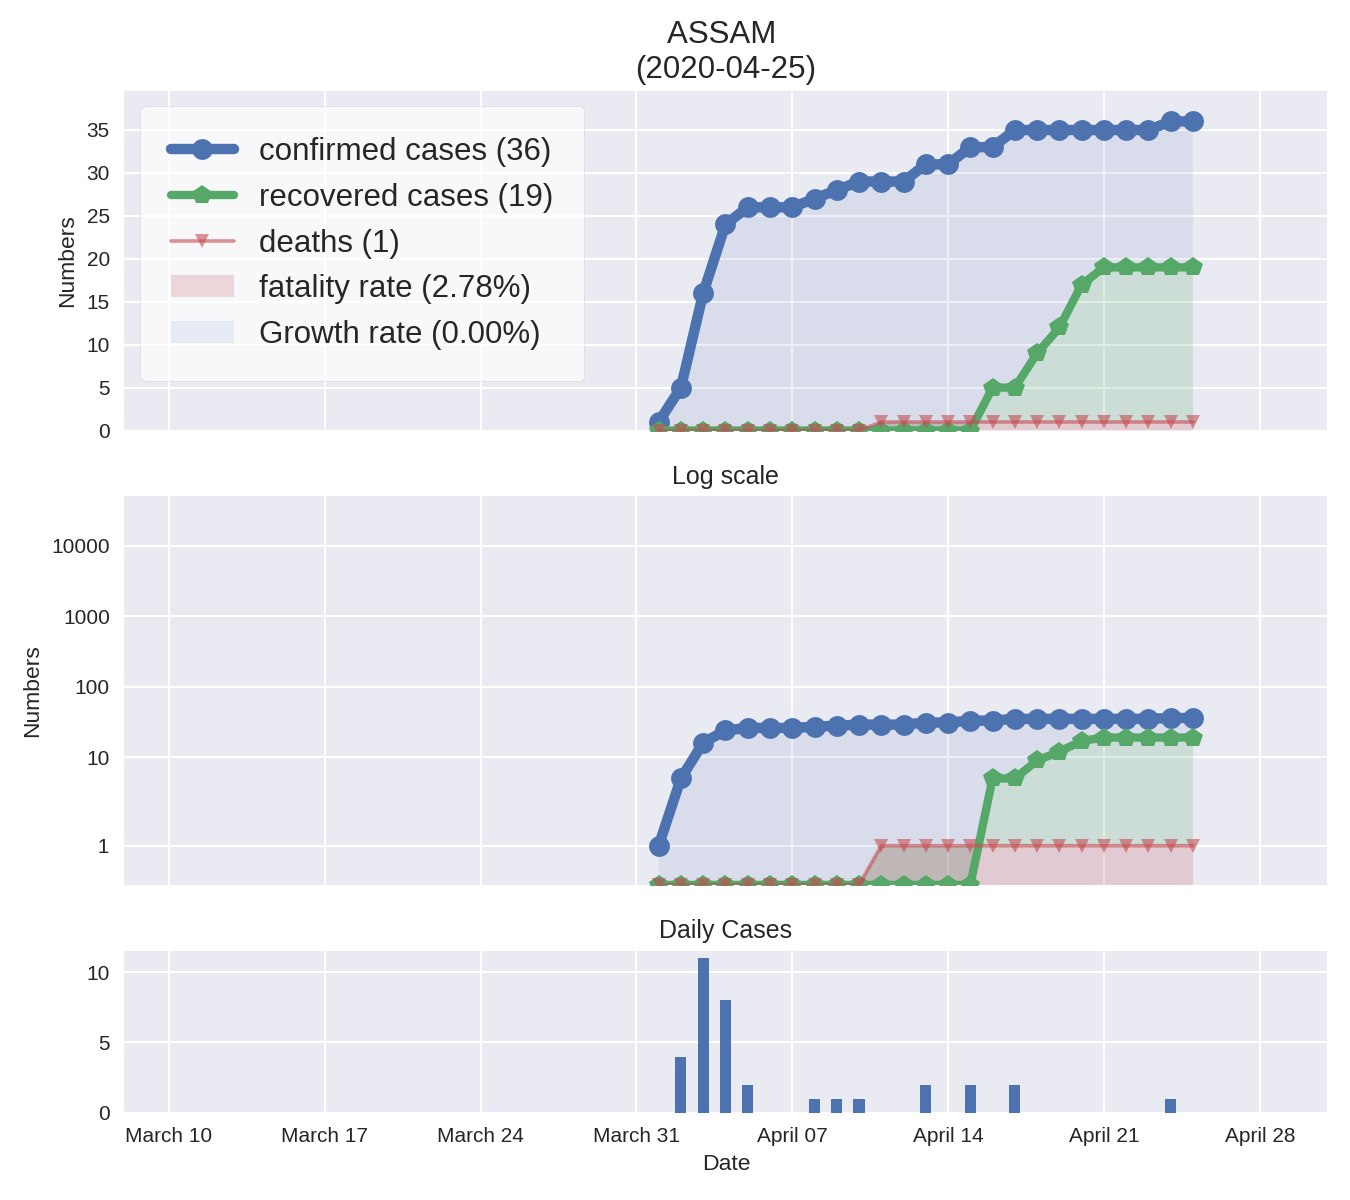 ASSAM
(2020-04-25)
Numbers
35
30
25
20
15
10
5
0
confirmed cases (36)
recovered cases (19)
deaths (1)
fatality rate (2.78%)
Growth rate (0.00%)
Log scale
Numbers
10000
1000
100
10
1
Daily Cases
10
5
0
March 10 March 17 March 24 March 31 April 07 April 14 April 21 April 28
Date